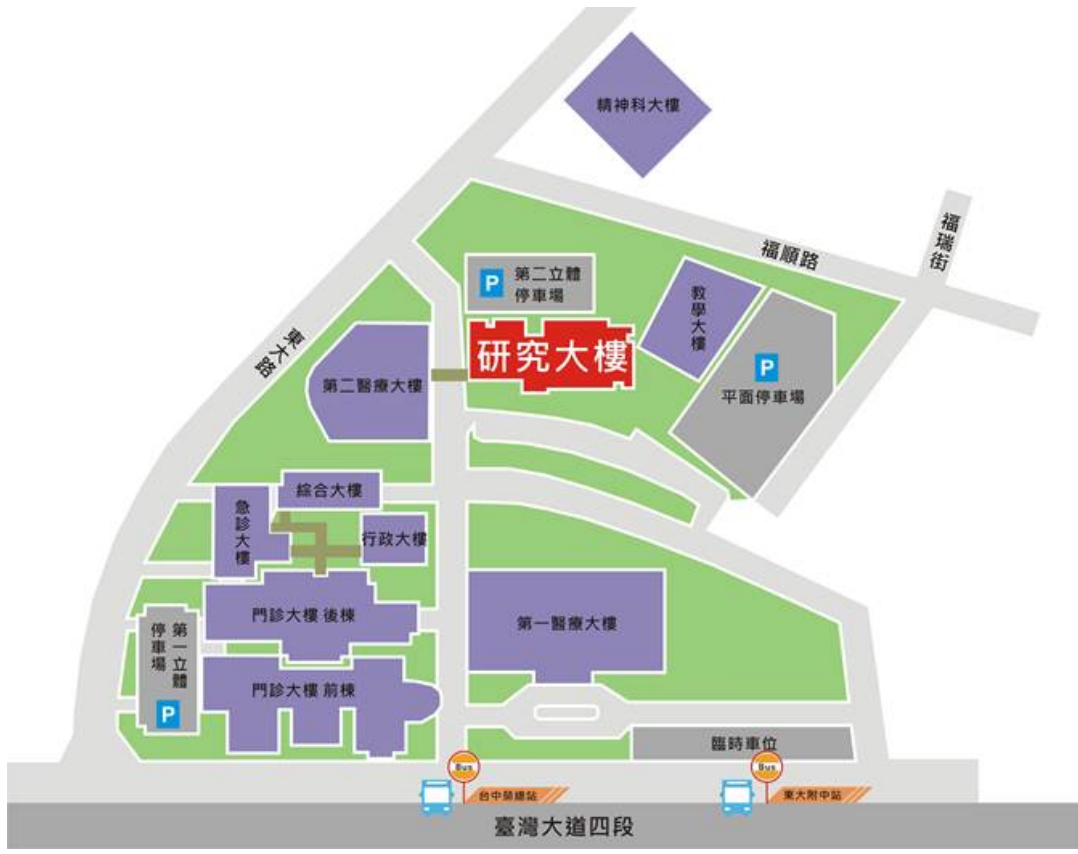 精神科大樓
福瑞街
福順路
P
第二立體
停車場
教學大樓
研究大樓
東大路
第二醫療大樓
P
平面停車場
綜合大樓
急診大樓
行政大樓
門診大樓 後棟
第一醫療大樓
第一立體
停車場
P
門診大樓 前棟
臨時車位
Bus
台中榮總站
Bus
東大附中站
臺灣大道四段